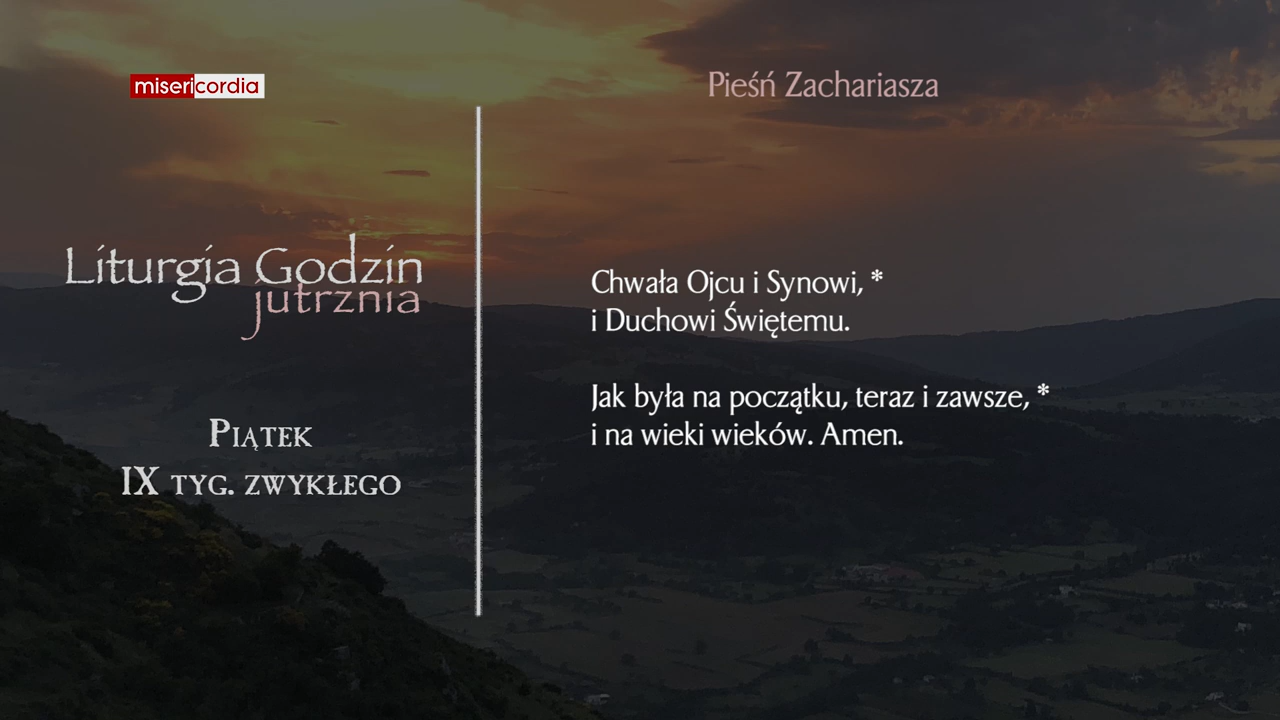 misericordia
Liturgia Godzin
jutrznia
Piątek
IX tyg. zwykłego
Pieśń Zachariasza
Chwała Ojcu i Synowi, *
i Duchowi Świętemu.
Jak była na początku, teraz i zawsze, *
i na wieki wieków. Amen.